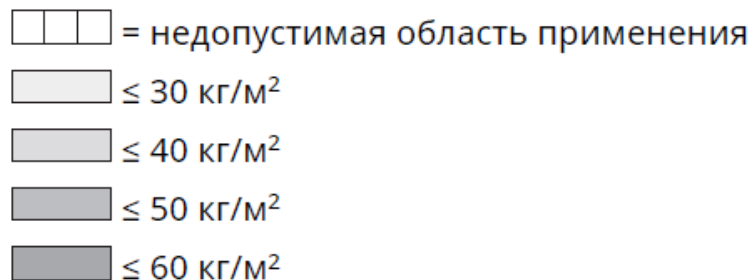 = недопустимая область применения
≤ 30 кг/м²
≤ 40 кг/м²
≤ 50 кг/м²
≤ 60 кг/м²